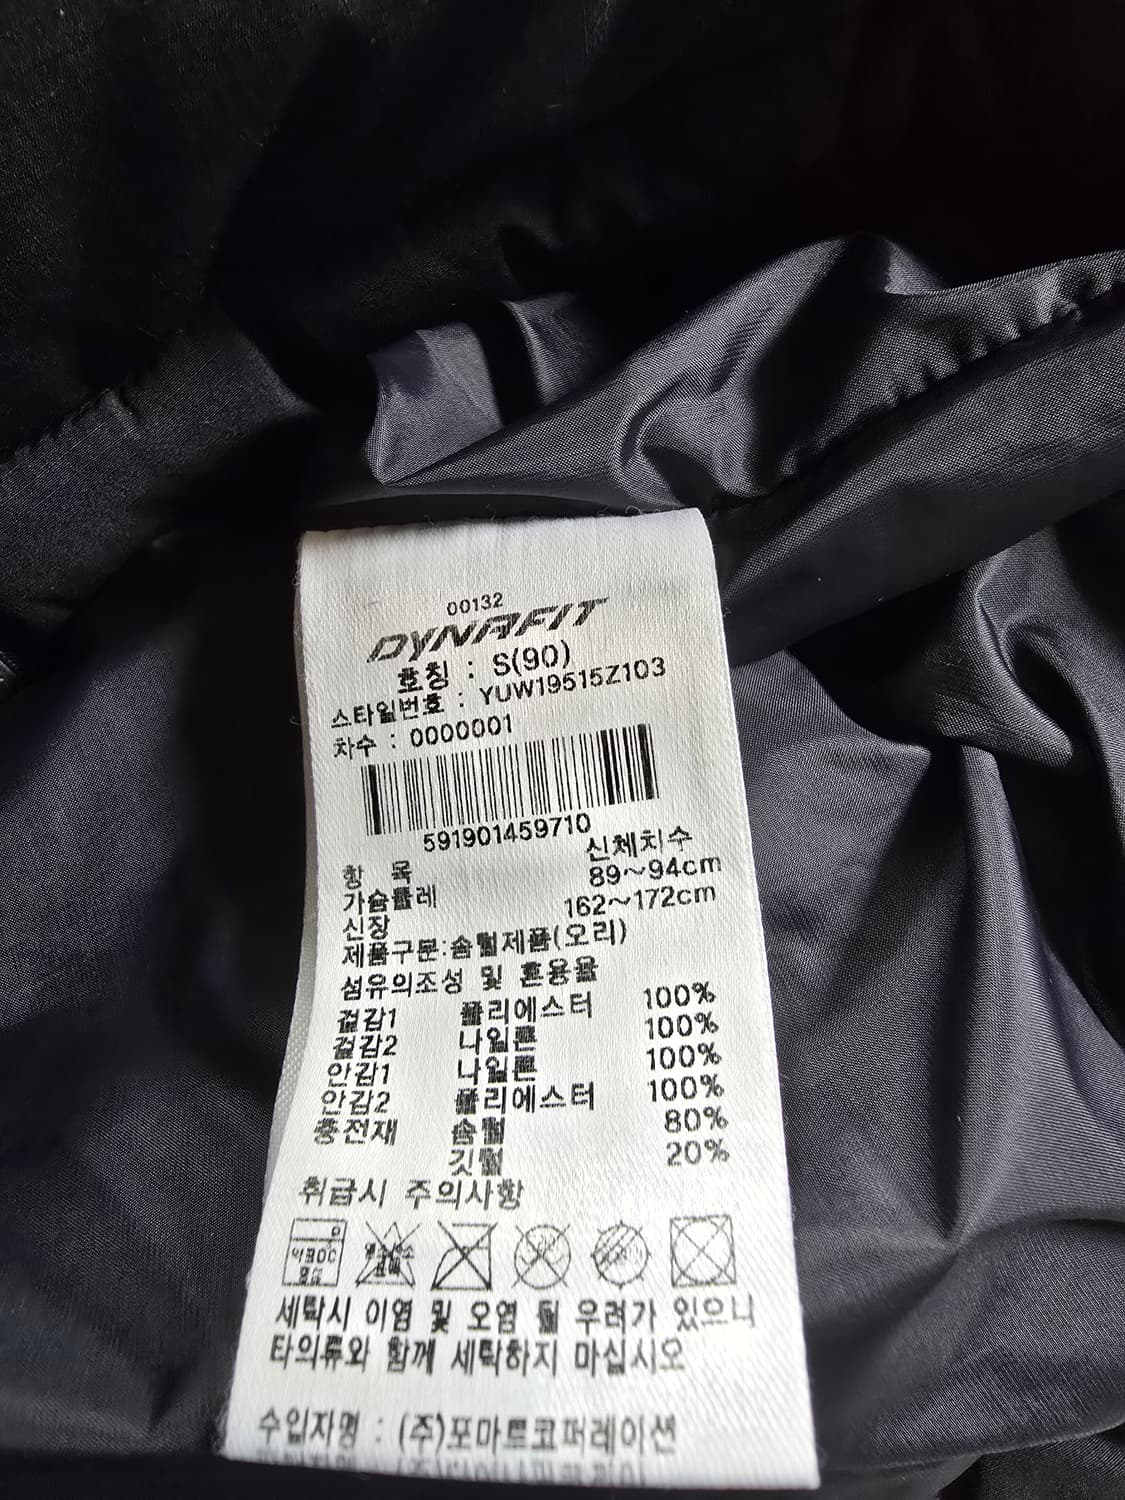 00132
DYNAFIT
호칭 : S(90)
스타일번호 : YUW19515Z103
차수 : 0000001
591901459710
항 목 신체치수
가슴둘레 89~94cm
신장 162~172cm
제품구분:솜털제품(오리)
섬유의조성 및 혼용율
겉감1 폴리에스터 100%
겉감2 나일론 100%
안감1 나일론 100%
안감2 폴리에스터 100%
충전재 솜털 80%
깃털 20%
취급시 주의사항
세탁시 이염 및 오염 될 우려가 있으니
타의류와 함께 세탁하지 마십시오
수입자명 : (주)포마트코퍼레이션